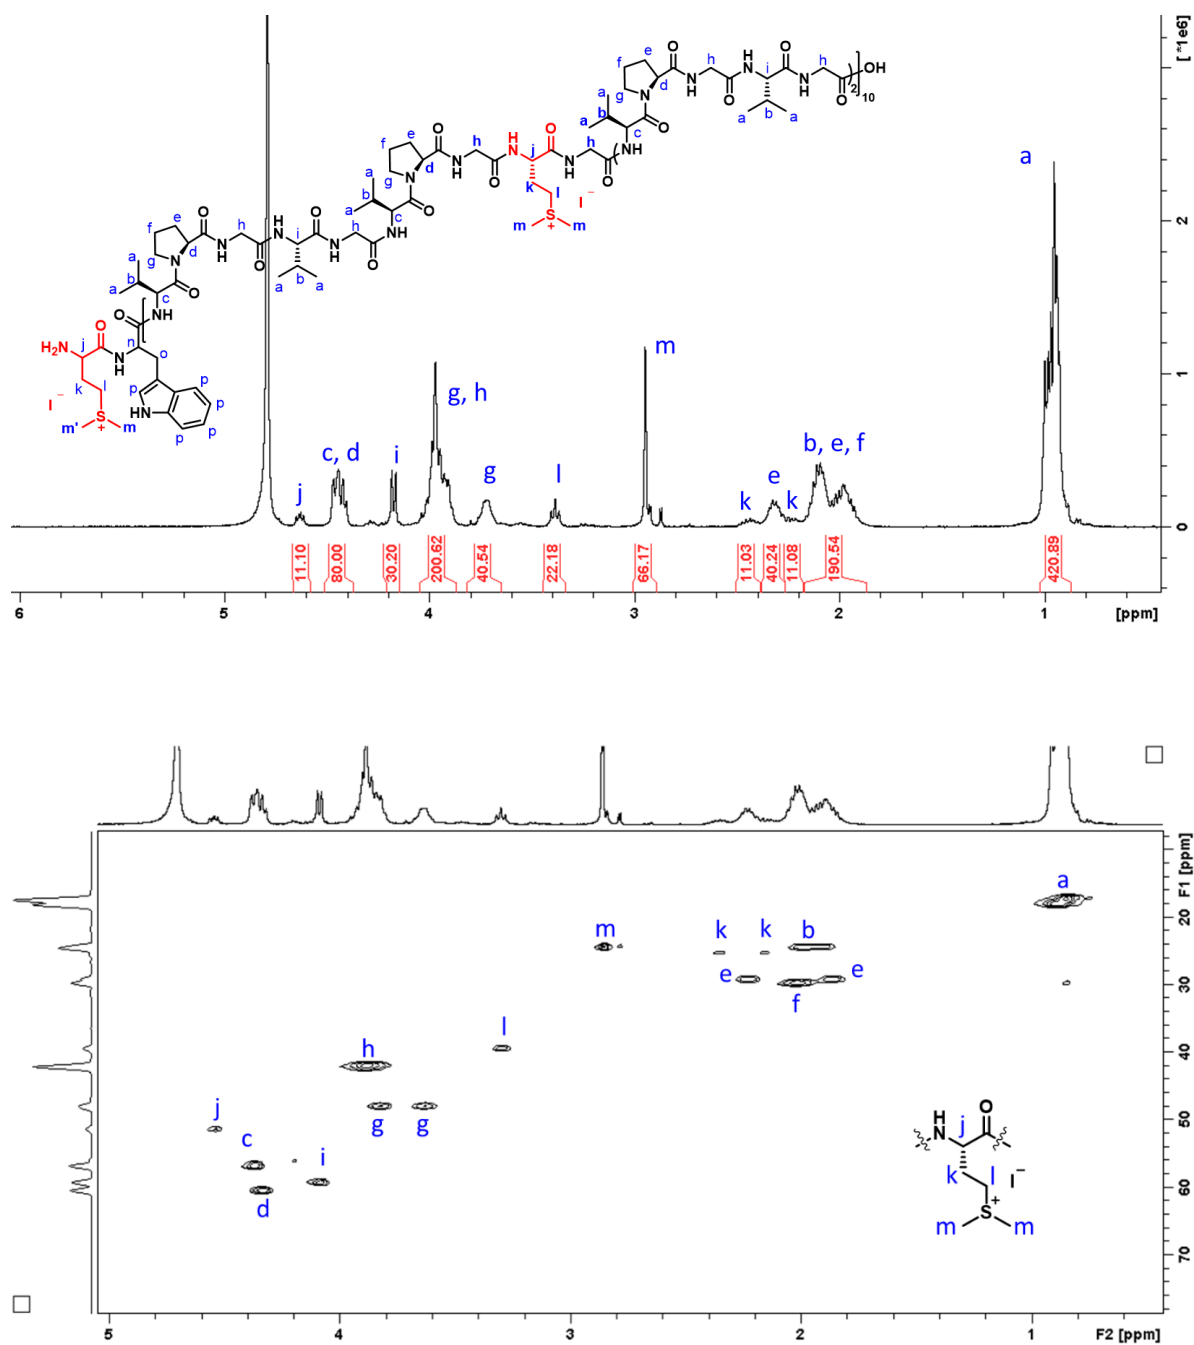 [*1e6]
e
O
H
N
h
O
H
N
i
O
H
N
h
O
OH
f
d
N
O
g
a
b
a
c
N
H
O
2
10
a
b
a
e
O
H
N
h
O
H
N
j
O
H
N
h
O
f
d
g
N
O
k
l
S
+
m
m
I⁻
a
b
a
c
O
N
H
e
O
H
N
h
O
H
N
i
O
H
N
h
O
f
d
g
N
O
a
b
a
a
b
a
c
O
N
H
H₂N
j
O
N
H
n
O
o
k
l
I⁻
S
+
m'
m
p
p
p
p
p
HN
a
m
g, h
c, d
i
g
l
j
k
e
k
b, e, f
2
1
0
11.10
80.00
30.20
200.62
40.54
22.18
66.17
11.03
40.24
11.08
190.54
420.89
6
5
4
3
2
1
[ppm]
F1 [ppm]
a
m
k
k
b
e
f
e
l
h
j
g
g
c
i
d
H
N
j
O
k
l
I⁻
S
+
m
m
20
30
40
50
60
70
5
4
3
2
1
F2 [ppm]